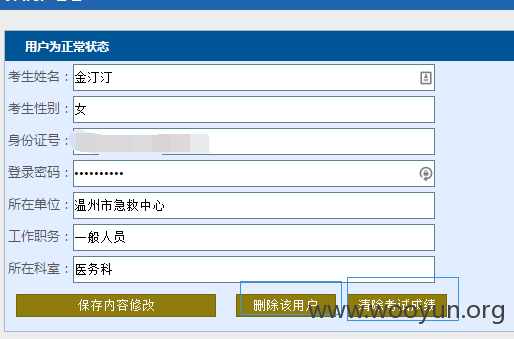 用户为正常状态
考生姓名：金汀汀
考生性别：女
身份证号：
登录密码：••••••••••
所在单位：温州市急救中心
工作职务：一般人员
所在科室：医务科
保存内容修改 删除该用户 清除考试成绩
www.wooyun.org